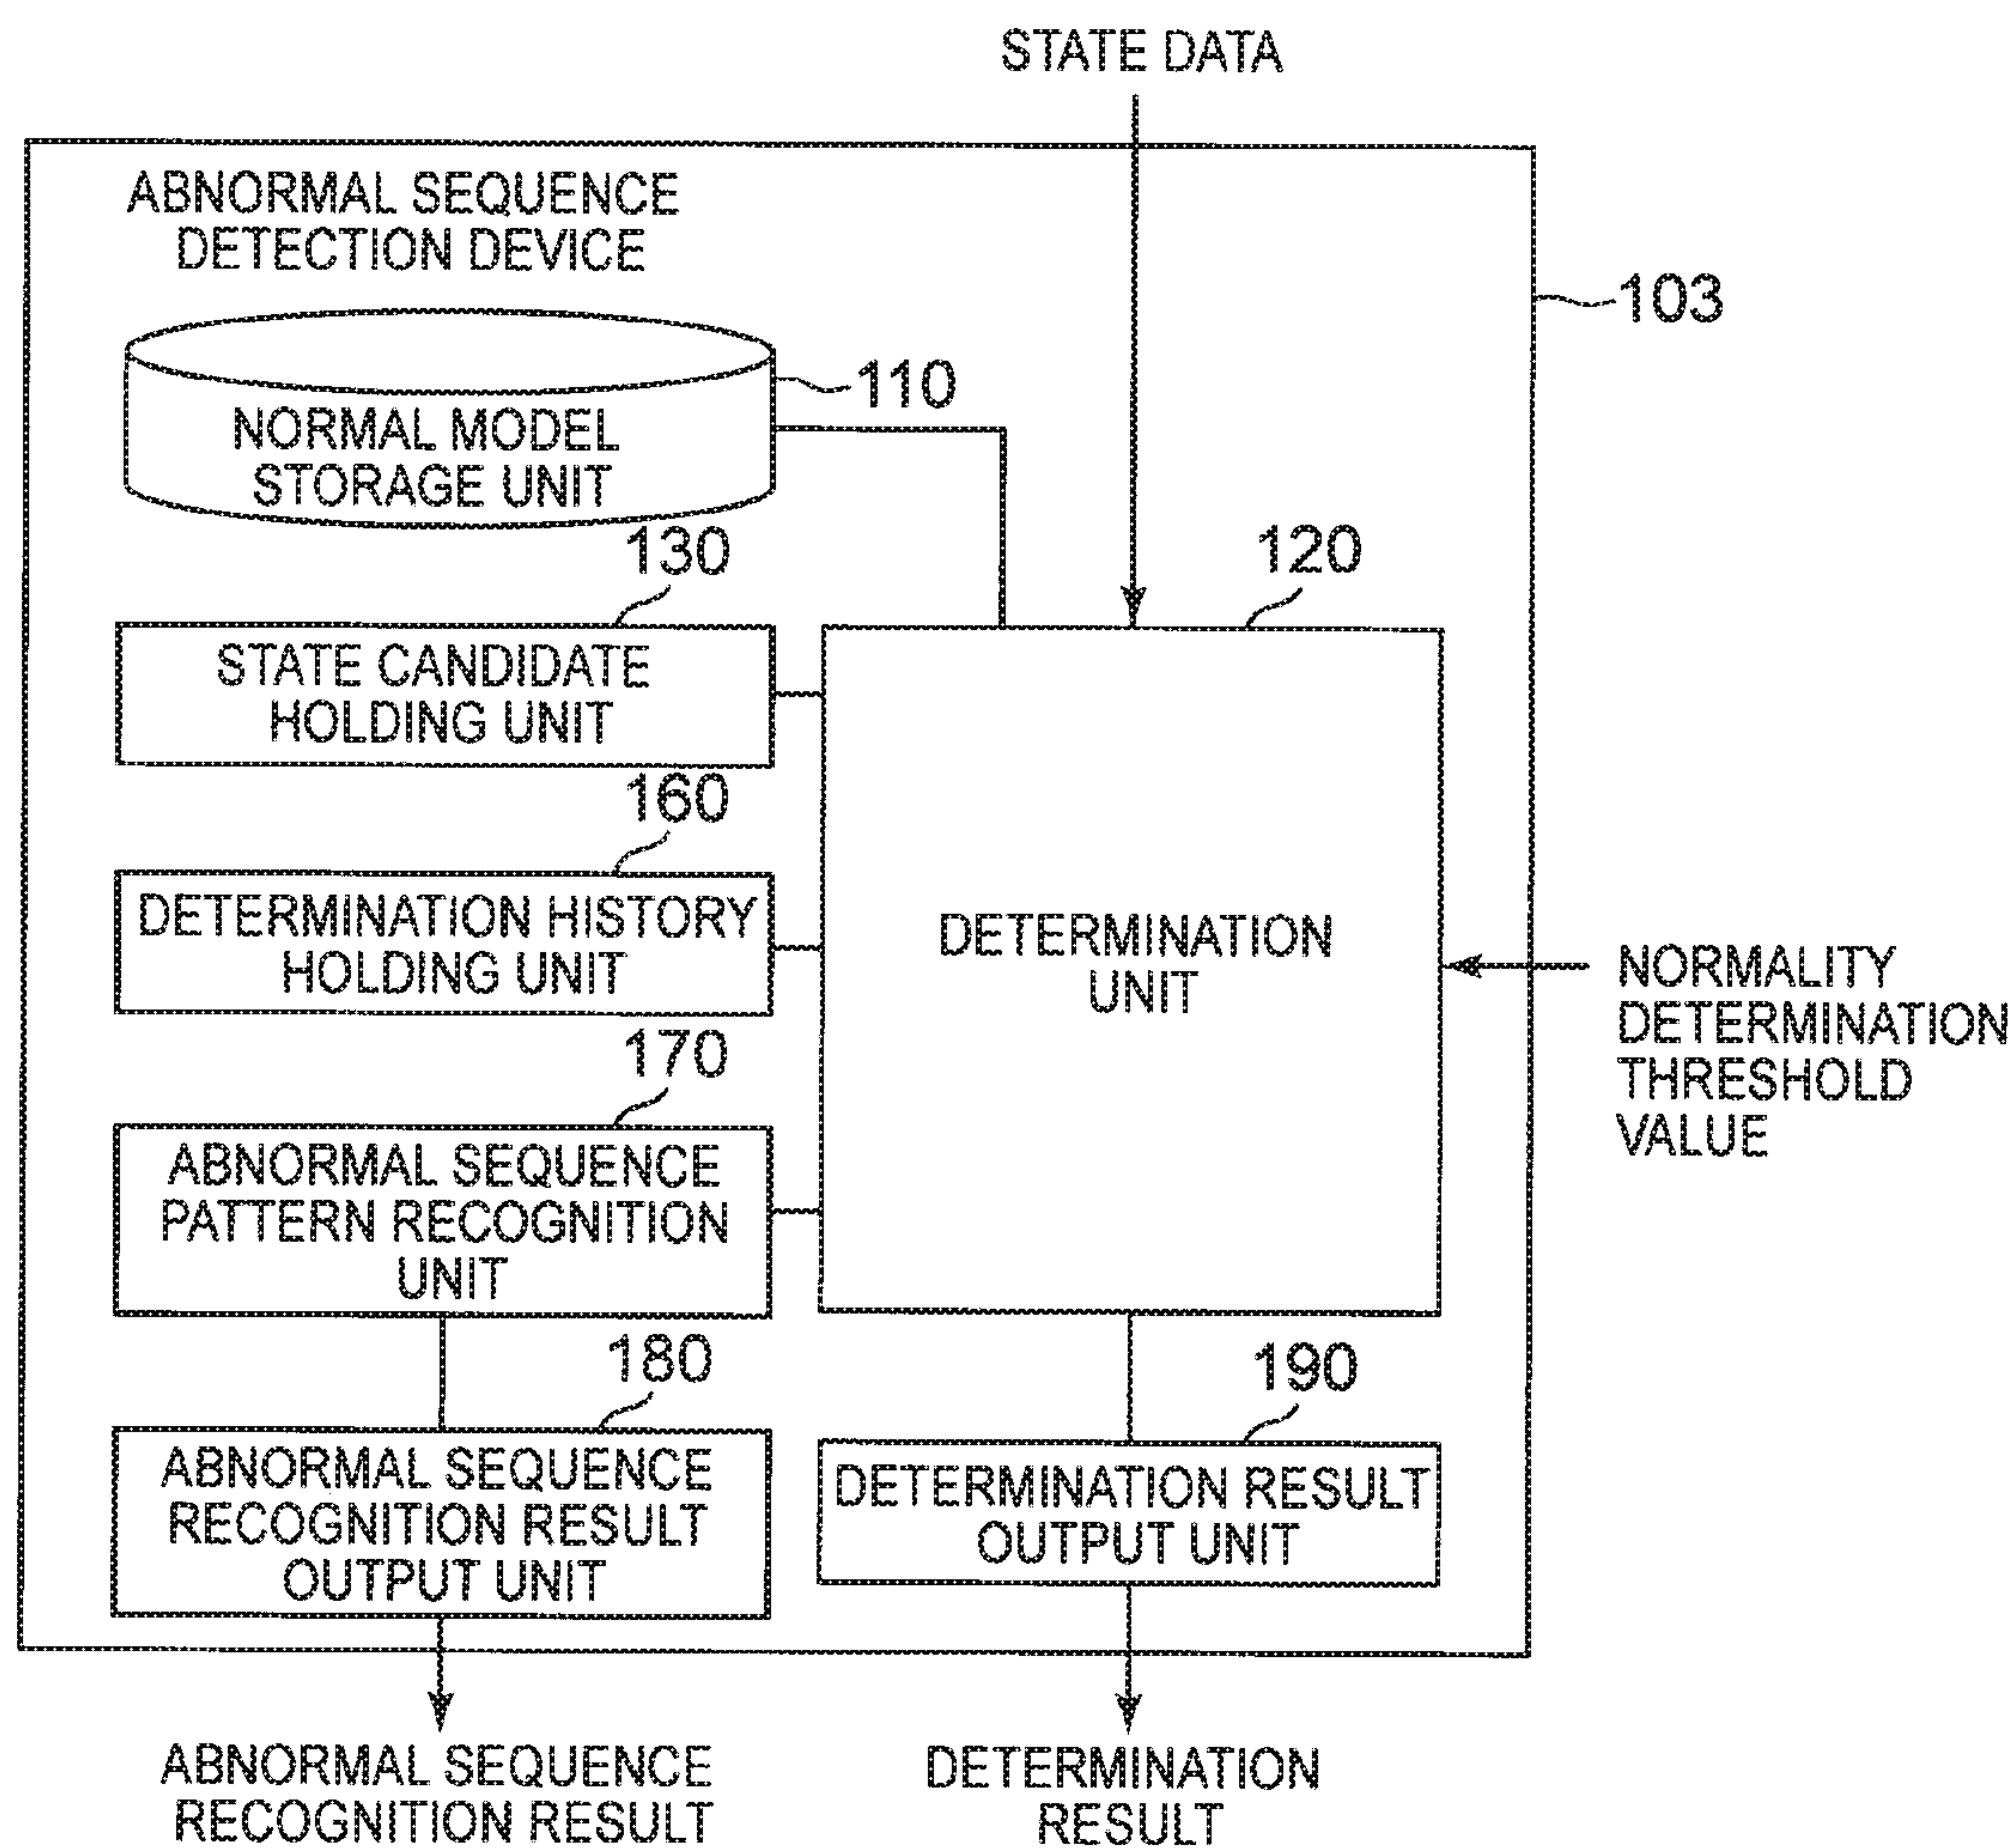 STATE DATA
ABNORMAL SEQUENCE
DETECTION DEVICE
103
110
NORMAL MODEL
STORAGE UNIT
130
120
STATE CANDIDATE
HOLDING UNIT
160
DETERMINATION HISTORY
HOLDING UNIT
DETERMINATION
UNIT
NORMALITY
DETERMINATION
THRESHOLD
VALUE
170
ABNORMAL SEQUENCE
PATTERN RECOGNITION
UNIT
180
190
ABNORMAL SEQUENCE
RECOGNITION RESULT
OUTPUT UNIT
DETERMINATION RESULT
OUTPUT UNIT
ABNORMAL SEQUENCE
RECOGNITION RESULT
DETERMINATION
RESULT